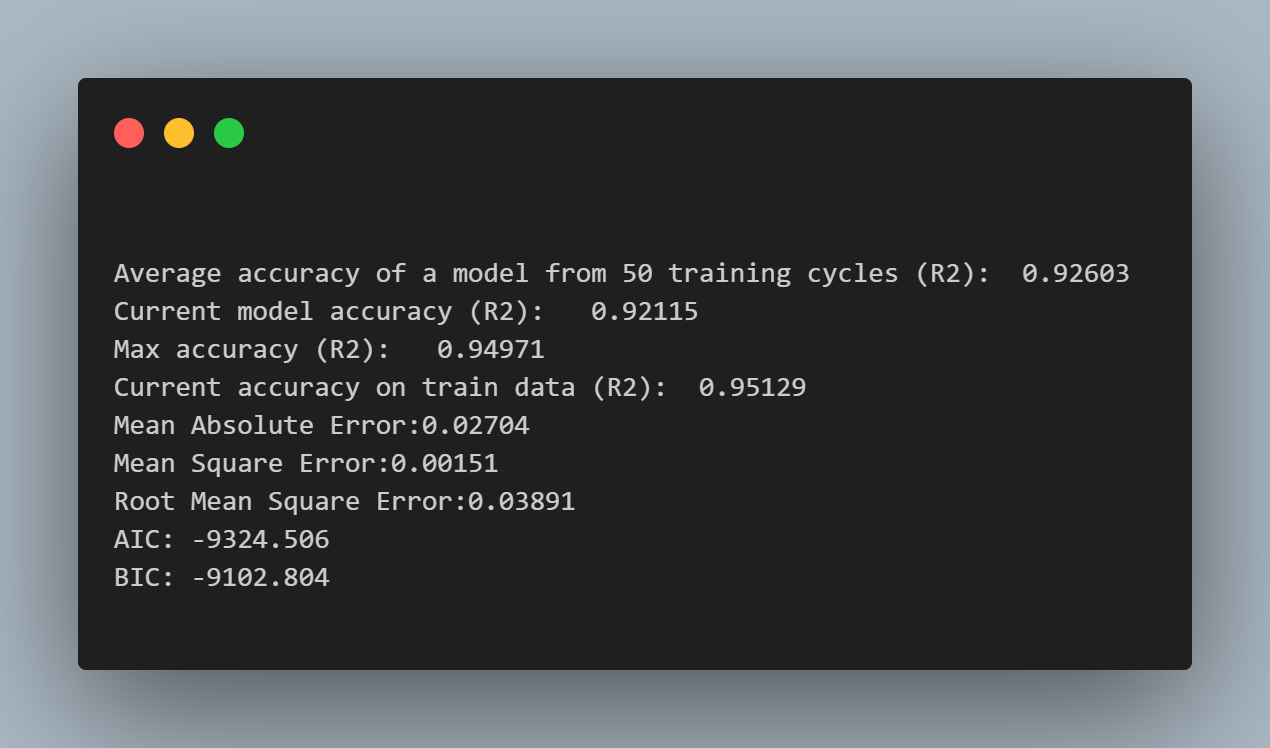 Average accuracy of a model from 50 training cycles (R2):  0.92603
Current model accuracy (R2):   0.92115
Max accuracy (R2):   0.94971
Current accuracy on train data (R2):  0.95129
Mean Absolute Error:0.02704
Mean Square Error:0.00151
Root Mean Square Error:0.03891
AIC: -9324.506
BIC: -9102.804